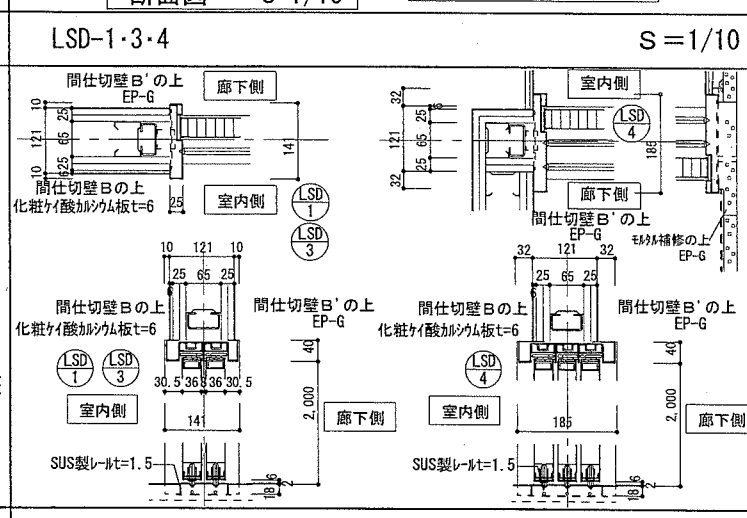 LSD-1・3・4
S=1/10
間仕切壁B'の上
EP-G
廊下側
10
25
121
65
625
10
141
間仕切壁Bの上
化粧ケイ酸カルシウム板t=6
25
室内側
LSD
1
LSD
3
室内側
32
25
121
65
25
32
LSD
4
185
廊下側
間仕切壁B'の上
EP-G
モルタル補修の上
EP-G
10 121 10
25 65 25
間仕切壁Bの上
化粧ケイ酸カルシウム板t=6
間仕切壁B'の上
EP-G
LSD
1
LSD
3
40
30.5 36 8 36 30.5
室内側
141
2,000
廊下側
SUS製レールt=1.5
6
2
18
32 121 32
25 65 25
間仕切壁Bの上
化粧ケイ酸カルシウム板t=6
間仕切壁B'の上
EP-G
LSD
4
40
室内側
185
2,000
廊下側
SUS製レールt=1.5
6
2
18